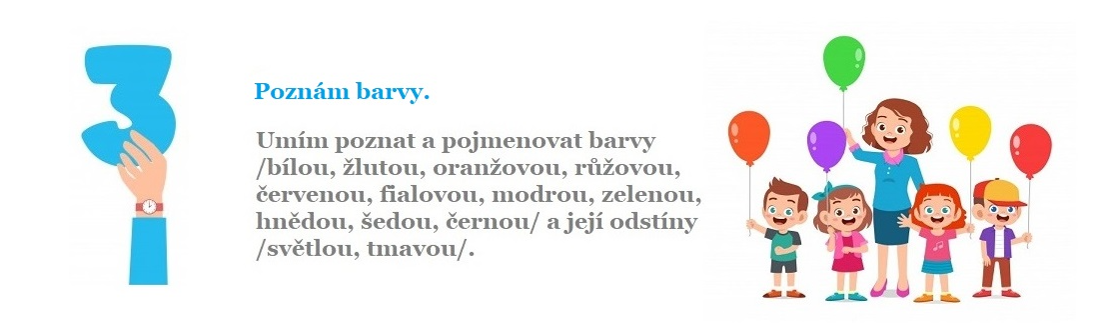 3
Poznám barvy.
Umím poznat a pojmenovat barvy
/bílou, žlutou, oranžovou, růžovou,
červenou, fialovou, modrou, zelenou,
hnědou, šedou, černou/ a její odstíny
/světlou, tmavou/.